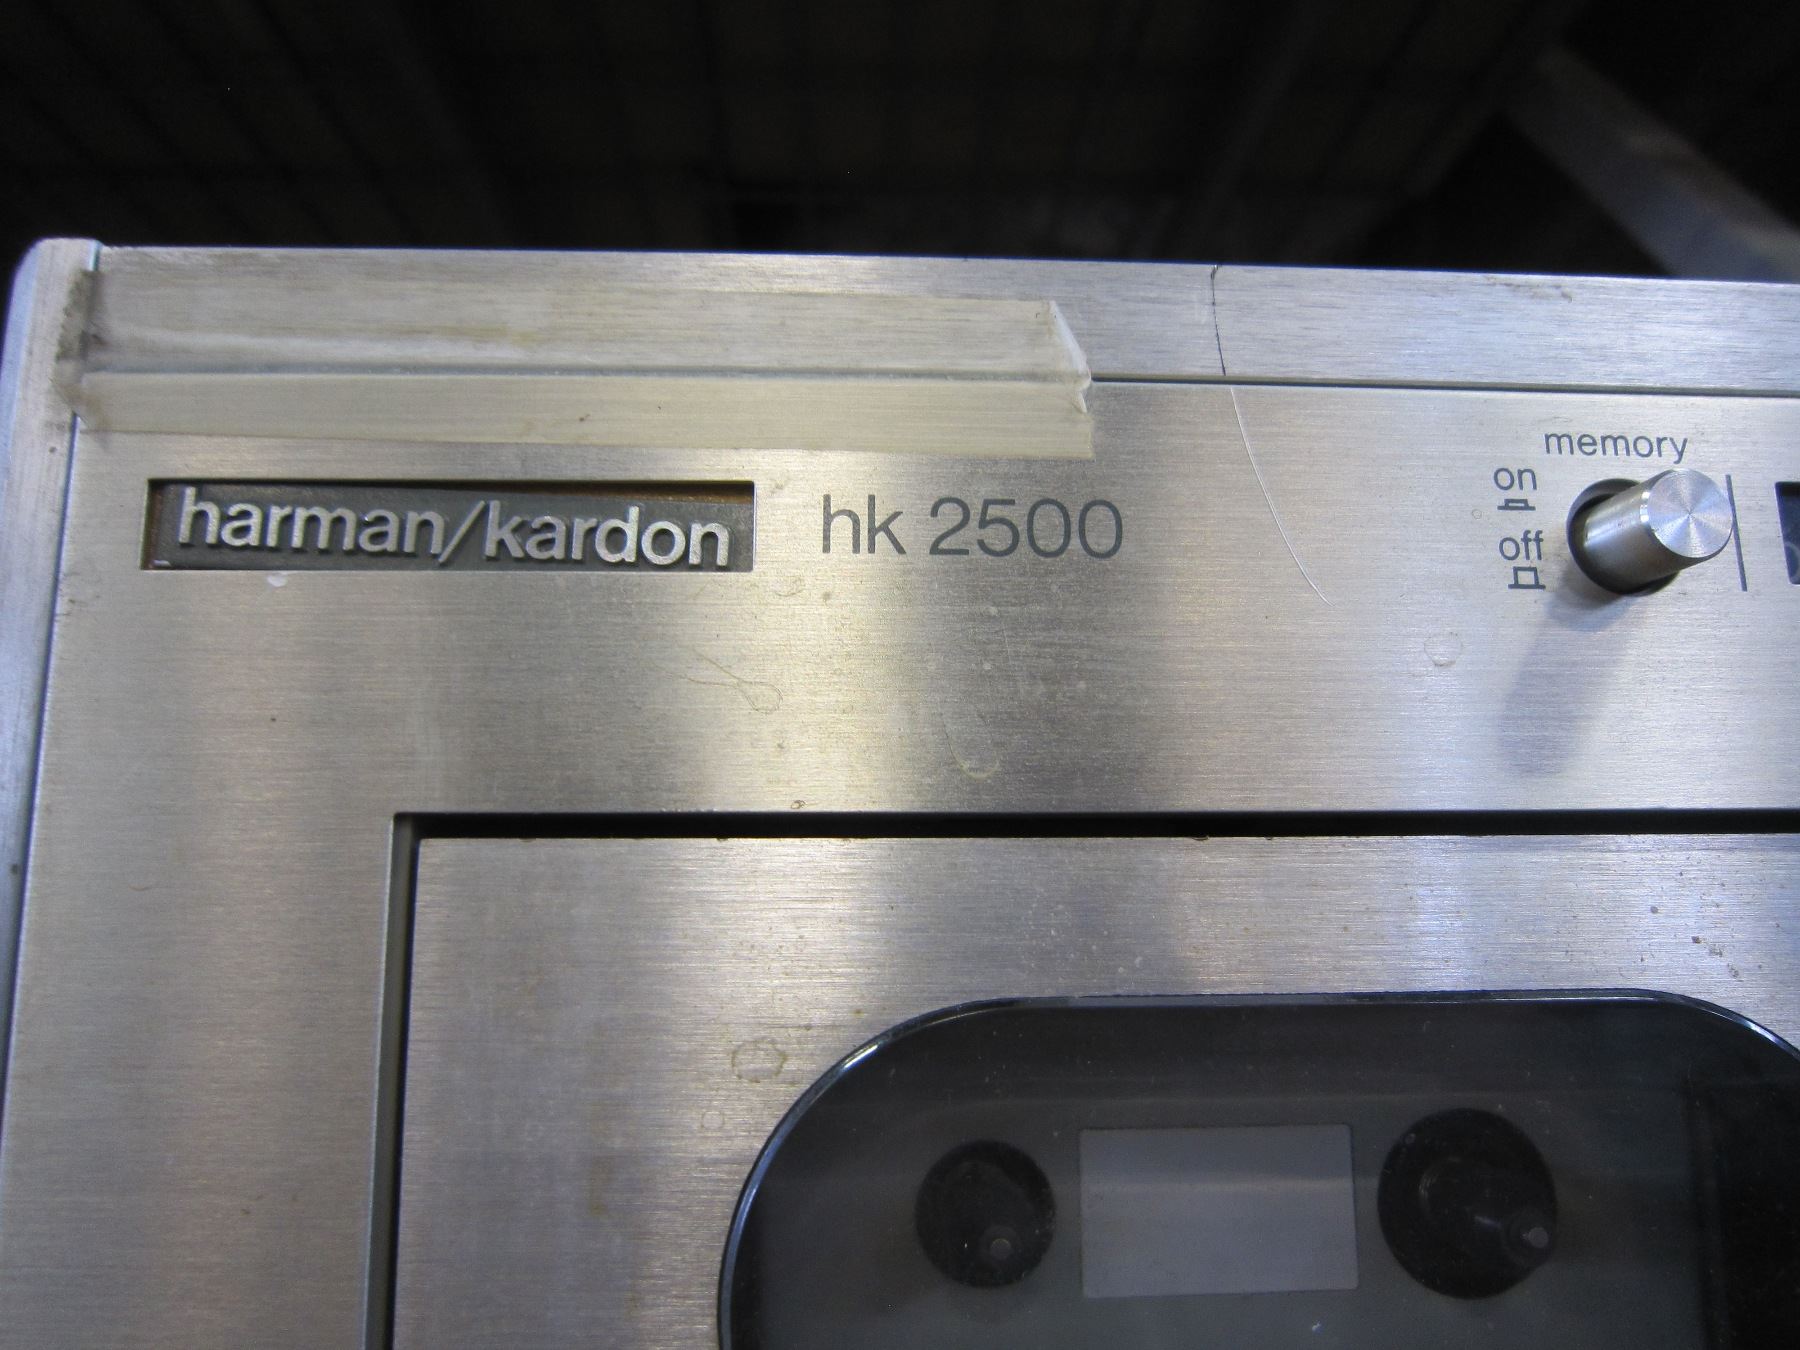 harman/kardon
hk 2500
memory
on
off